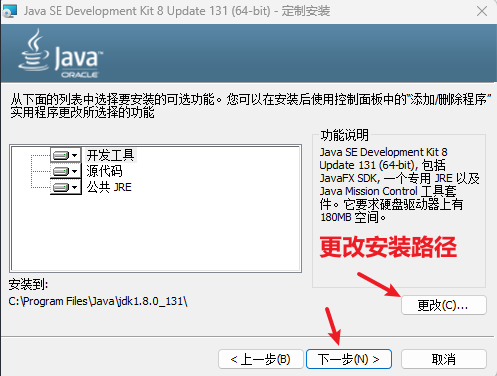 Java SE Development Kit 8 Update 131 (64-bit) - 定制安装
Java
ORACLE
从下面的列表中选择要安装的可选功能。您可以在安装后使用控制面板中的“添加/删除程序”
实用程序更改所选择的功能
开发工具
源代码
公共 JRE
功能说明
Java SE Development Kit 8
Update 131 (64-bit), 包括
JavaFX SDK, 一个专用 JRE 以及
Java Mission Control 工具套
件。它要求硬盘驱动器上有
180MB 空间。
更改安装路径
安装到:
C:\Program Files\Java\jdk1.8.0_131\
更改(C)...
< 上一步(B)
下一步(N) >
取消